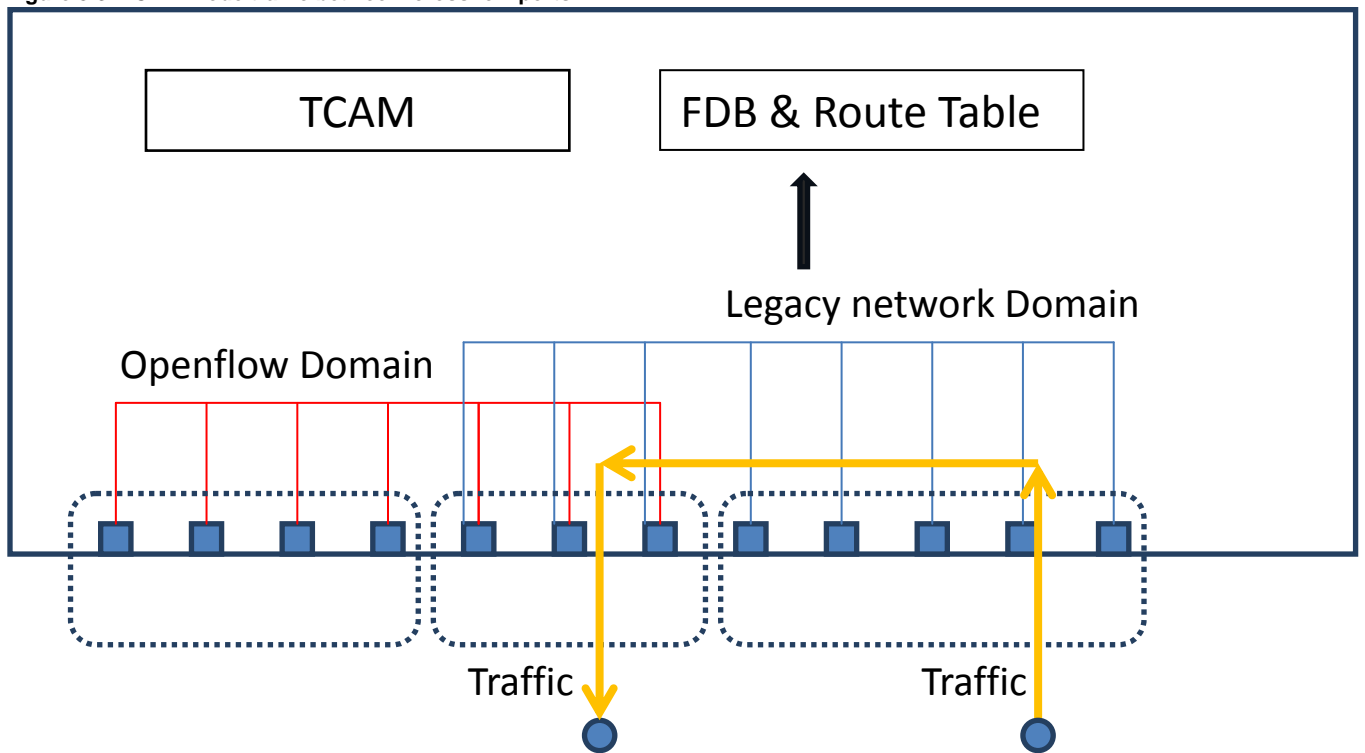 TCAM
FDB & Route Table
Legacy network Domain
Openflow Domain
Traffic
Traffic